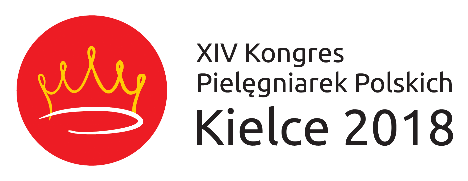 XIV Kongres
Pielęgniarek Polskich
Kielce 2018